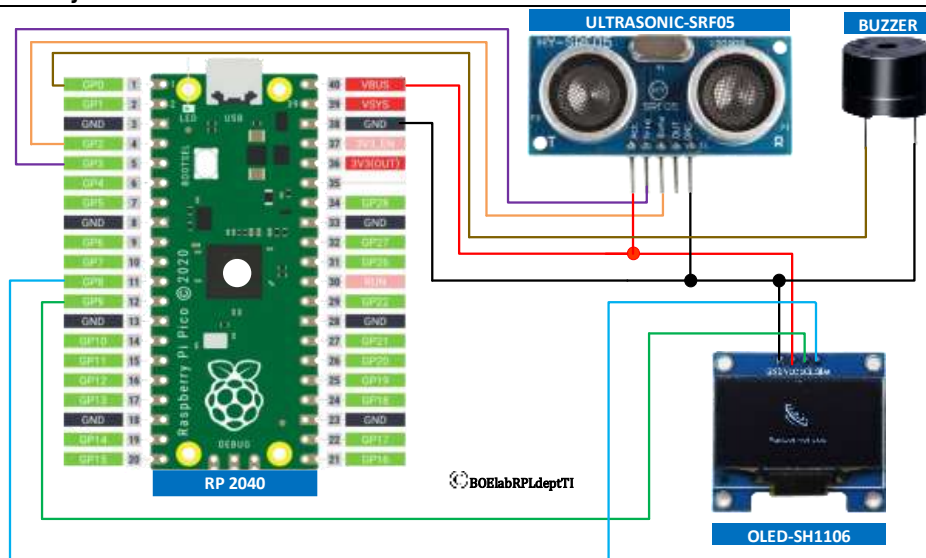 ULTRASONIC-SRF05
BUZZER
HY-SRF05
SRF05
T
R
GP0 1
GP1 2
GND 3
GP2 4
GP3 5
GP4 6
GP5 7
GND 8
GP6 9
GP7 10
GP8 11
GP9 12
GND 13
GP10 14
GP11 15
GP12 16
GP13 17
GND 18
GP14 19
GP15 20
LED
USB
BOOTSEL
Raspberry Pi Pico © 2020
DEBUG
1
2
39
40 VBUS
39 VSYS
38 GND
37 3V3_EN
36 3V3(OUT)
35
34 GP28
33 GND
32 GP27
31 GP26
30 RUN
29 GP22
28 GND
27 GP21
26 GP20
25 GP19
24 GP18
23 GND
22 GP17
21 GP16
RP 2040
©BOElabRPLdeptTI
OLED-SH1106